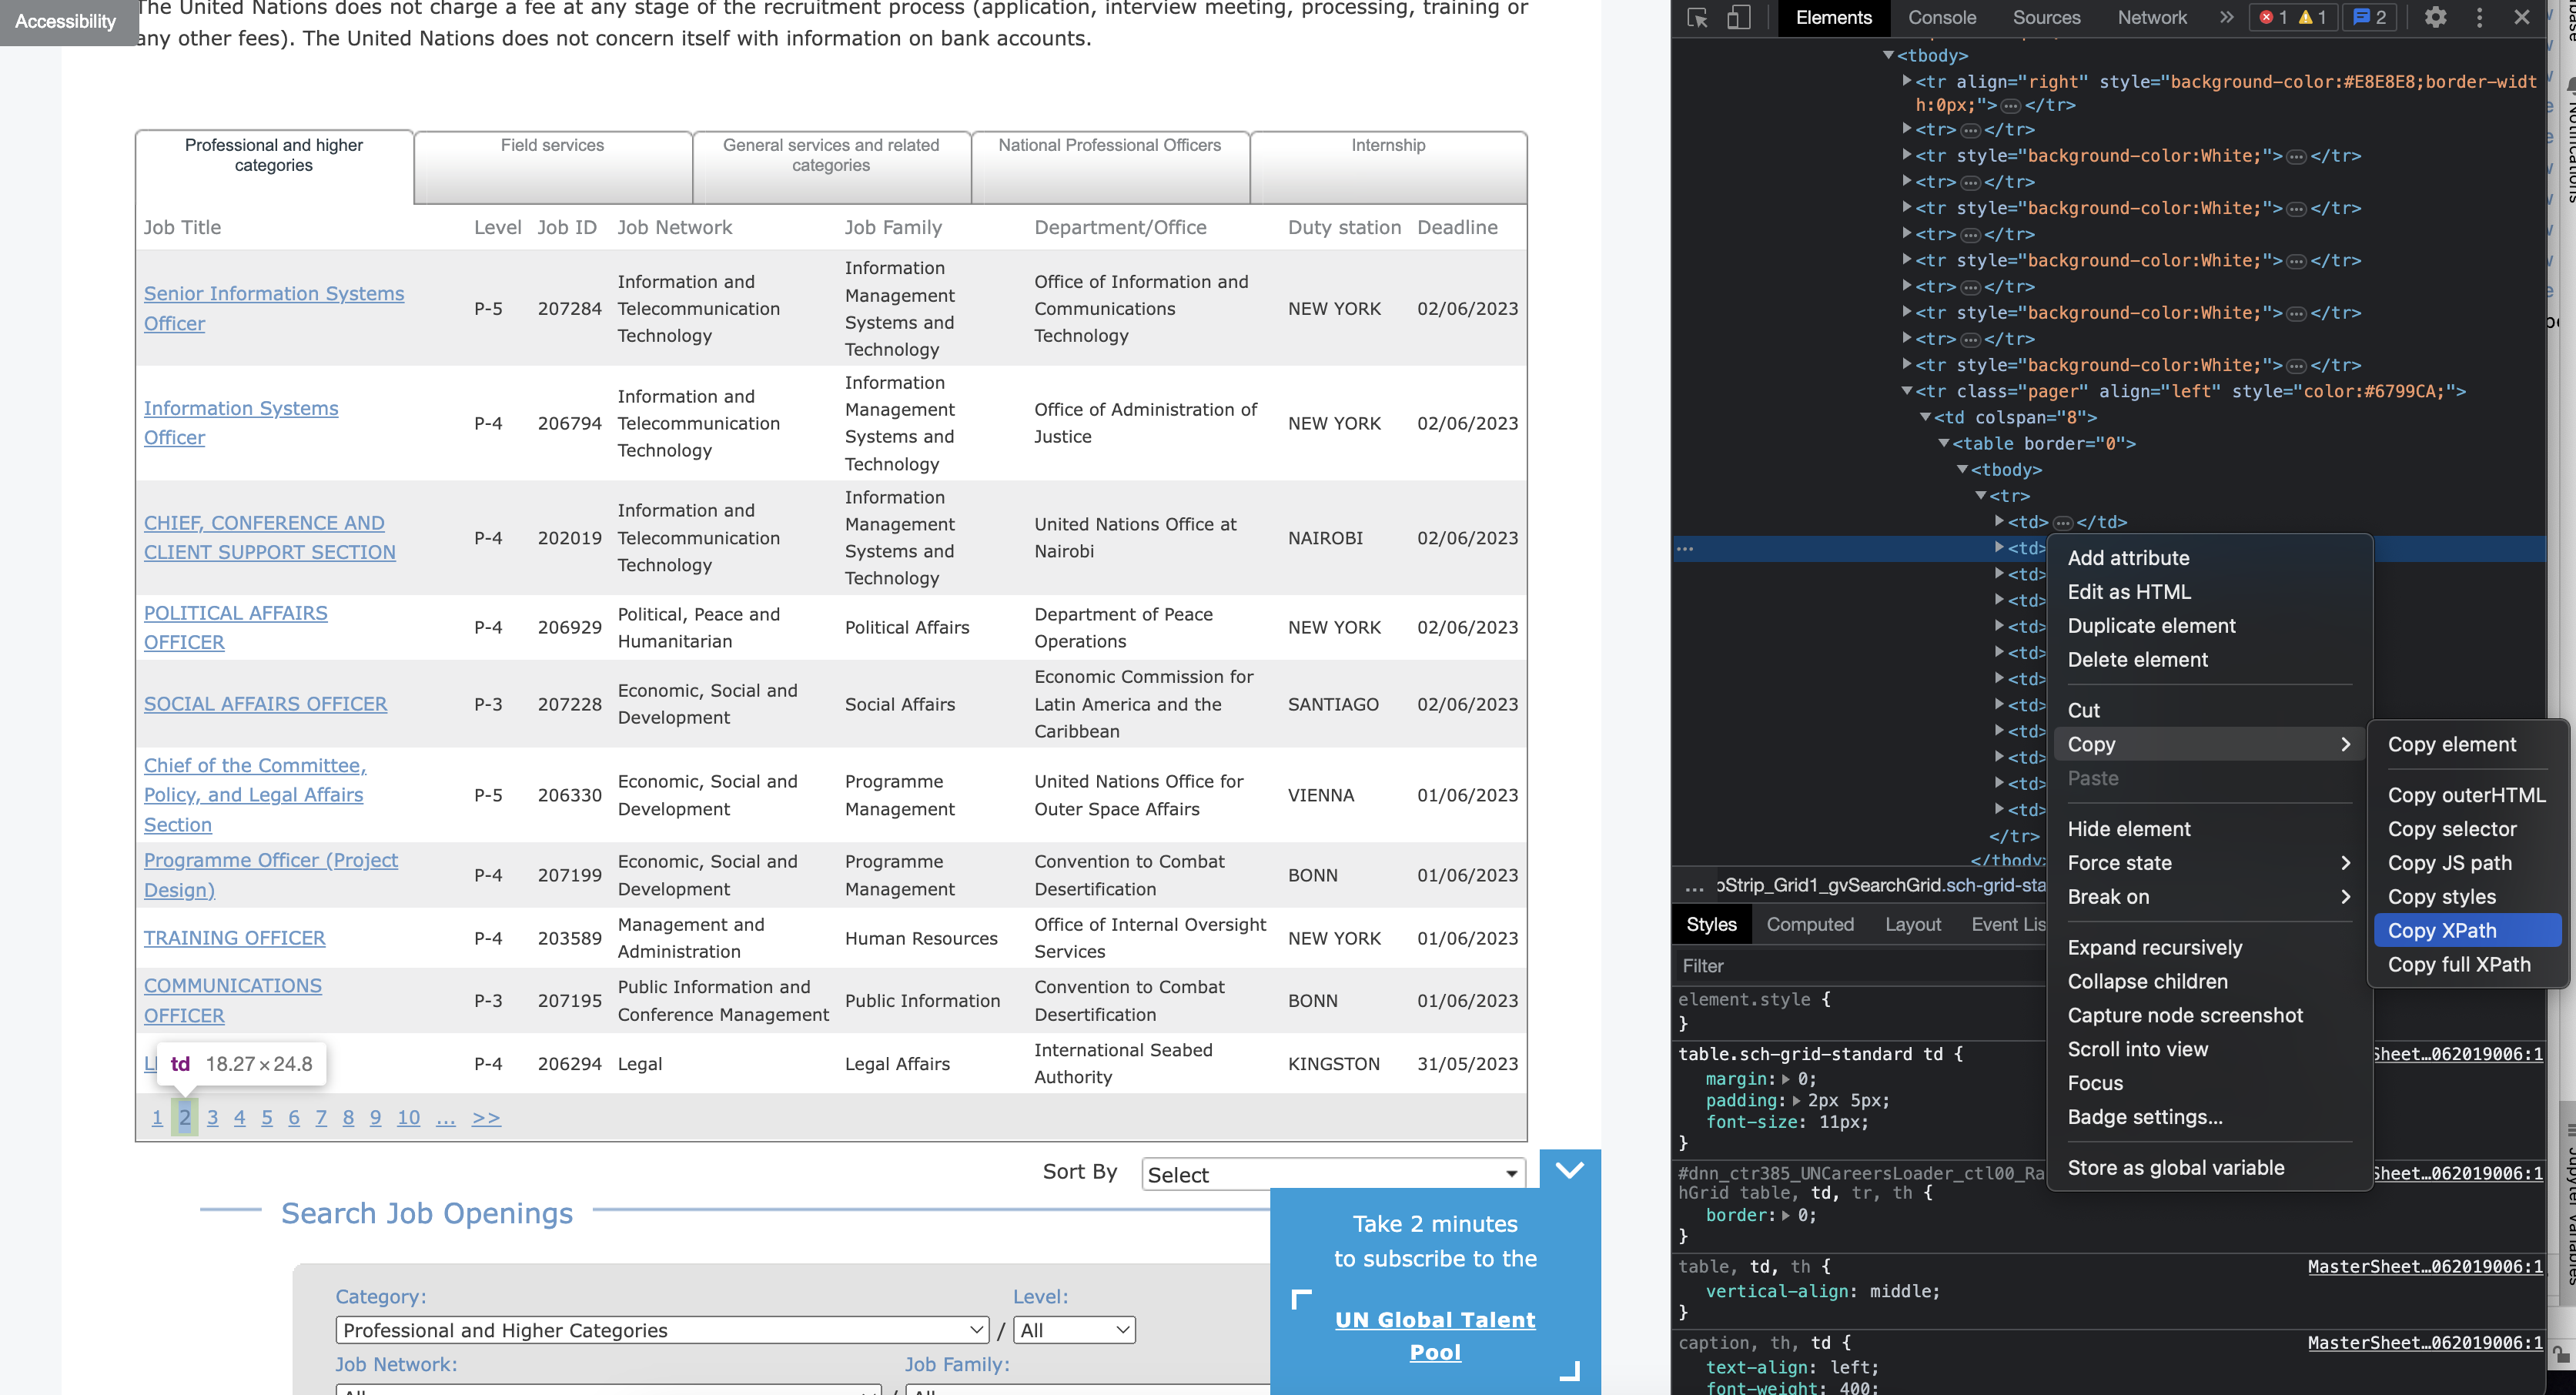 Accessibility
The United Nations does not charge a fee at any stage of the recruitment process (application, interview meeting, processing, training or
any other fees). The United Nations does not concern itself with information on bank accounts.
Professional and higher
categories
Field services
General services and related
categories
National Professional Officers
Internship
Job Title Level Job ID Job Network Job Family Department/Office Duty station Deadline
Senior Information Systems
Officer
P-5 207284
Information and
Telecommunication
Technology
Information
Management
Systems and
Technology
Office of Information and
Communications
Technology
NEW YORK 02/06/2023
Information Systems
Officer
P-4 206794
Information and
Telecommunication
Technology
Information
Management
Systems and
Technology
Office of Administration of
Justice
NEW YORK 02/06/2023
CHIEF, CONFERENCE AND
CLIENT SUPPORT SECTION
P-4 202019
Information and
Telecommunication
Technology
Information
Management
Systems and
Technology
United Nations Office at
Nairobi
NAIROBI 02/06/2023
POLITICAL AFFAIRS
OFFICER
P-4 206929
Political, Peace and
Humanitarian
Political Affairs
Department of Peace
Operations
NEW YORK 02/06/2023
SOCIAL AFFAIRS OFFICER
P-3 207228
Economic, Social and
Development
Social Affairs
Economic Commission for
Latin America and the
Caribbean
SANTIAGO 02/06/2023
Chief of the Committee,
Policy, and Legal Affairs
Section
P-5 206330
Economic, Social and
Development
Programme
Management
United Nations Office for
Outer Space Affairs
VIENNA 01/06/2023
Programme Officer (Project
Design)
P-4 207199
Economic, Social and
Development
Programme
Management
Convention to Combat
Desertification
BONN 01/06/2023
TRAINING OFFICER
P-4 203589
Management and
Administration
Human Resources
Office of Internal Oversight
Services
NEW YORK 01/06/2023
COMMUNICATIONS
OFFICER
P-3 207195
Public Information and
Conference Management
Public Information
Convention to Combat
Desertification
BONN 01/06/2023
td 18.27×24.8
P-4 206294 Legal Legal Affairs
International Seabed
Authority
KINGSTON 31/05/2023
1 2 3 4 5 6 7 8 9 10 ... >>
Sort By Select
Search Job Openings
Category:
Professional and Higher Categories
/
Level:
All
Job Network:
Job Family:
All
/
All
Take 2 minutes
to subscribe to the
UN Global Talent
Pool
Elements Console Sources Network » 1 1 2
<tbody>
<tr align="right" style="background-color:#E8E8E8;border-widt
h:0px;">…</tr>
<tr>…</tr>
<tr style="background-color:White;">…</tr>
<tr>…</tr>
<tr style="background-color:White;">…</tr>
<tr>…</tr>
<tr style="background-color:White;">…</tr>
<tr>…</tr>
<tr style="background-color:White;">…</tr>
<tr>…</tr>
<tr style="background-color:White;">…</tr>
<tr class="pager" align="left" style="color:#6799CA;">
<td colspan="8">
<table border="0">
<tbody>
<tr>
<td>…</td>
<td>
<td>
<td>
<td>
<td>
<td>
<td>
<td>
<td>
<td>
<td>
</tr>
</tbody>
Add attribute
Edit as HTML
Duplicate element
Delete element
Cut
Copy
Paste
Hide element
Force state
Break on
Expand recursively
Collapse children
Capture node screenshot
Scroll into view
Focus
Badge settings...
Store as global variable
Copy element
Copy outerHTML
Copy selector
Copy JS path
Copy styles
Copy XPath
Copy full XPath
... oStrip_Grid1_gvSearchGrid.sch-grid-sta
Styles Computed Layout Event Lis
Filter
element.style {
}
table.sch-grid-standard td {
Sheet…062019006:1
margin: 0;
padding: 2px 5px;
font-size: 11px;
}
#dnn_ctr385_UNCareersLoader_ctl00_Ra
Sheet…062019006:1
hGrid table, td, tr, th {
border: 0;
}
table, td, th {
MasterSheet…062019006:1
vertical-align: middle;
}
caption, th, td {
MasterSheet…062019006:1
text-align: left;
font-weight: 400;
Notifications
Jupyter Variables